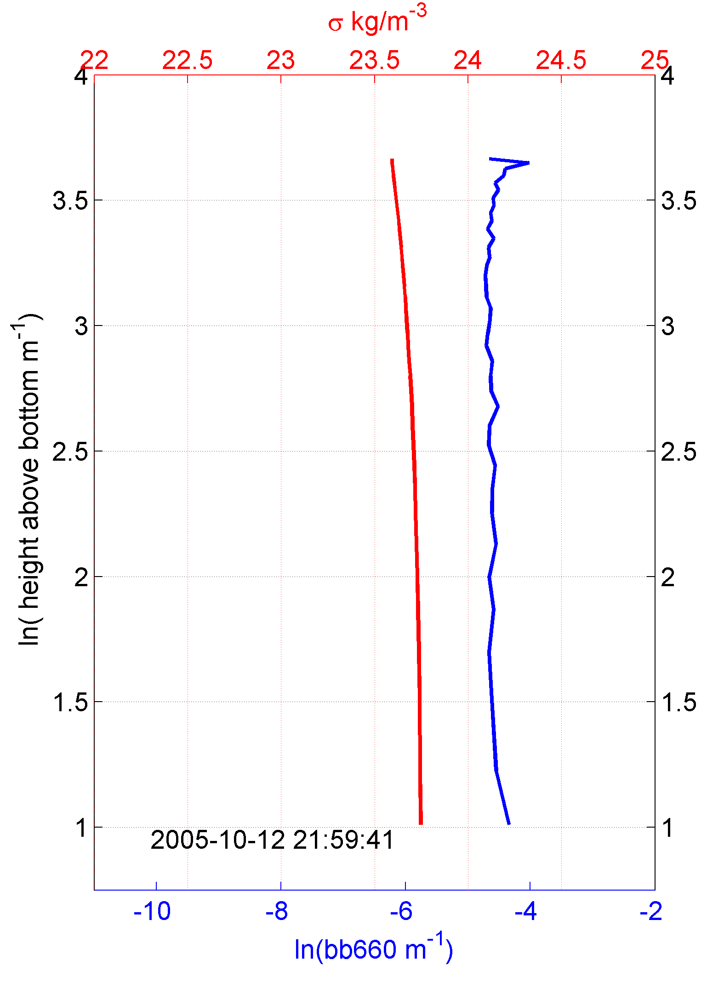 σ kg/m⁻³
22 22.5 23 23.5 24 24.5 25
4 4
3.5 3.5
3 3
2.5 2.5
2 2
1.5 1.5
1 1
ln( height above bottom m⁻¹)
2005-10-12 21:59:41
-10 -8 -6 -4 -2
ln(bb660 m⁻¹)